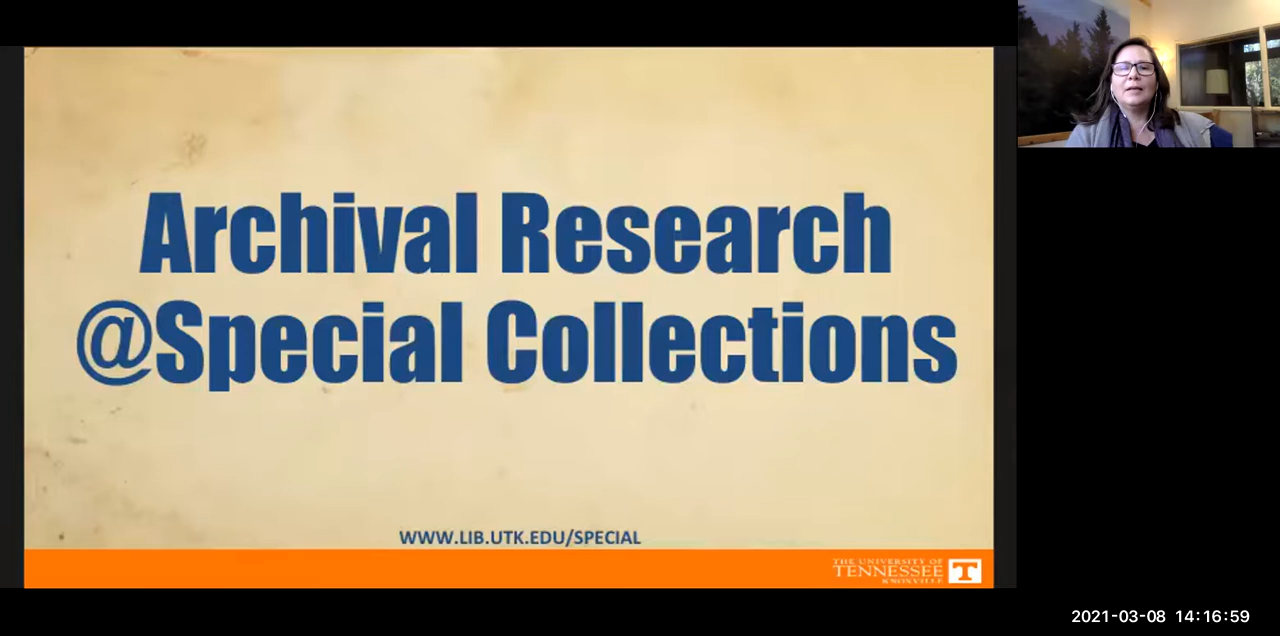 Archival Research
@Special Collections
WWW.LIB.UTK.EDU/SPECIAL
THE UNIVERSITY OF
TENNESSEE
KNOXVILLE
T
2021-03-08 14:16:59